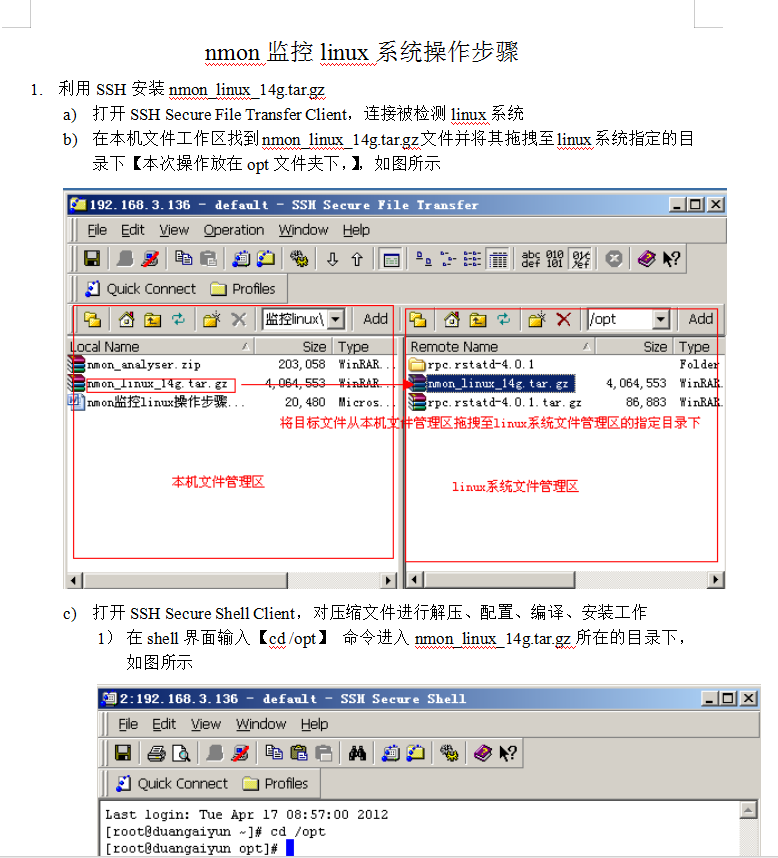 nmon 监控 linux 系统操作步骤
1. 利用 SSH 安装 nmon_linux_14g.tar.gz
a) 打开 SSH Secure File Transfer Client，连接被检测 linux 系统
b) 在本机文件工作区找到 nmon_linux_14g.tar.gz 文件并将其拖拽至 linux 系统指定的目
录下【本次操作放在 opt 文件夹下，】，如图所示
192.168.3.136 - default - SSH Secure File Transfer
File Edit View Operation Window Help
abc def 010 101
Quick Connect Profiles
监控linux\ Add /opt Add
Local Name Size Type Remote Name Size Type
nmon_analyser.zip 203,058 WinRAR... rpc.rstatd-4.0.1 Folder
nmon_linux_14g.tar.gz 4,064,553 WinRAR... nmon_linux_14g.tar.gz 4,064,553 WinRAR.
nmon监控linux操作步骤... 20,480 Micros... rpc.rstatd-4.0.1.tar.gz 86,883 WinRAR.
将目标文件从本机文件管理区拖拽至linux系统文件管理区的指定目录下
本机文件管理区 linux系统文件管理区
c) 打开 SSH Secure Shell Client，对压缩文件进行解压、配置、编译、安装工作
1） 在 shell 界面输入【cd /opt】 命令进入 nmon_linux_14g.tar.gz 所在的目录下，
如图所示
2:192.168.3.136 - default - SSH Secure Shell
File Edit View Window Help
Quick Connect Profiles
Last login: Tue Apr 17 08:57:00 2012
[root@duangaiyun ~]# cd /opt
[root@duangaiyun opt]#